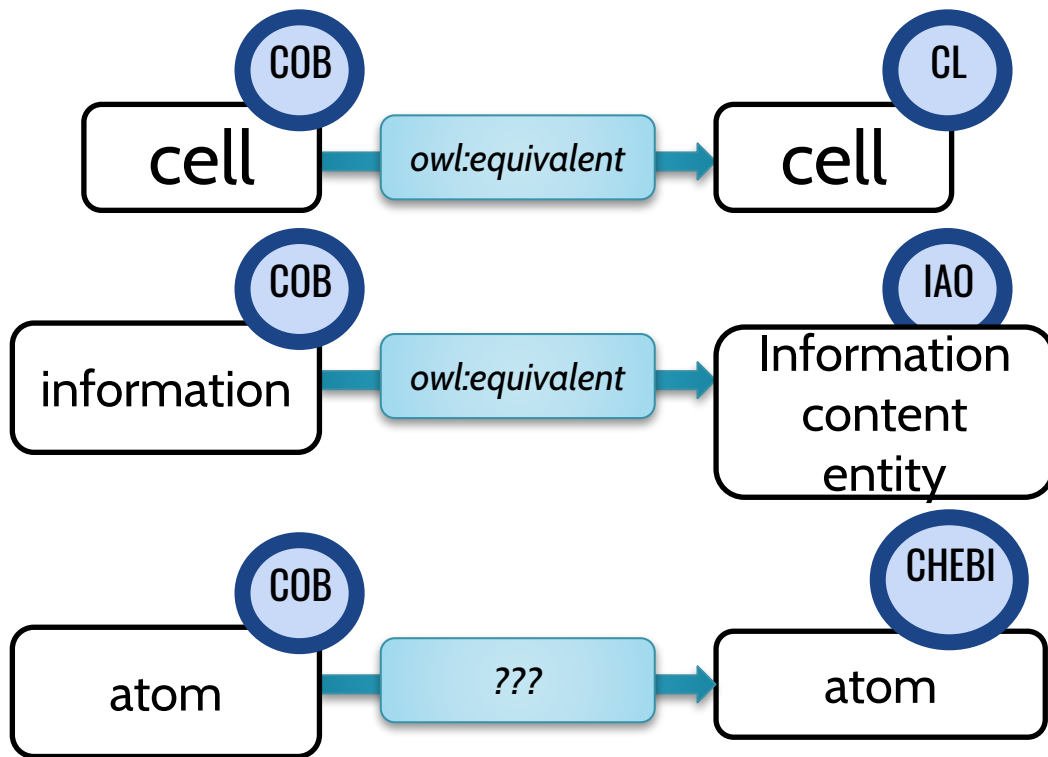 COB
CL
cell
owl:equivalent
cell
COB
IAO
information
owl:equivalent
Information
content
entity
COB
CHEBI
atom
???
atom